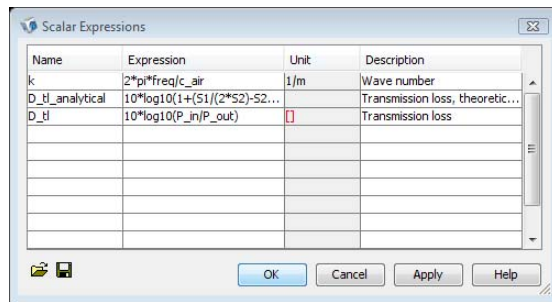 Scalar Expressions
Name Expression Unit Description
k 2*pi*freq/c_air 1/m Wave number
D_tl_analytical 10*log10(1+(S1/(2*S2)-S2... Transmission loss, theoretic...
D_tl 10*log10(P_in/P_out) [] Transmission loss
OK Cancel Apply Help